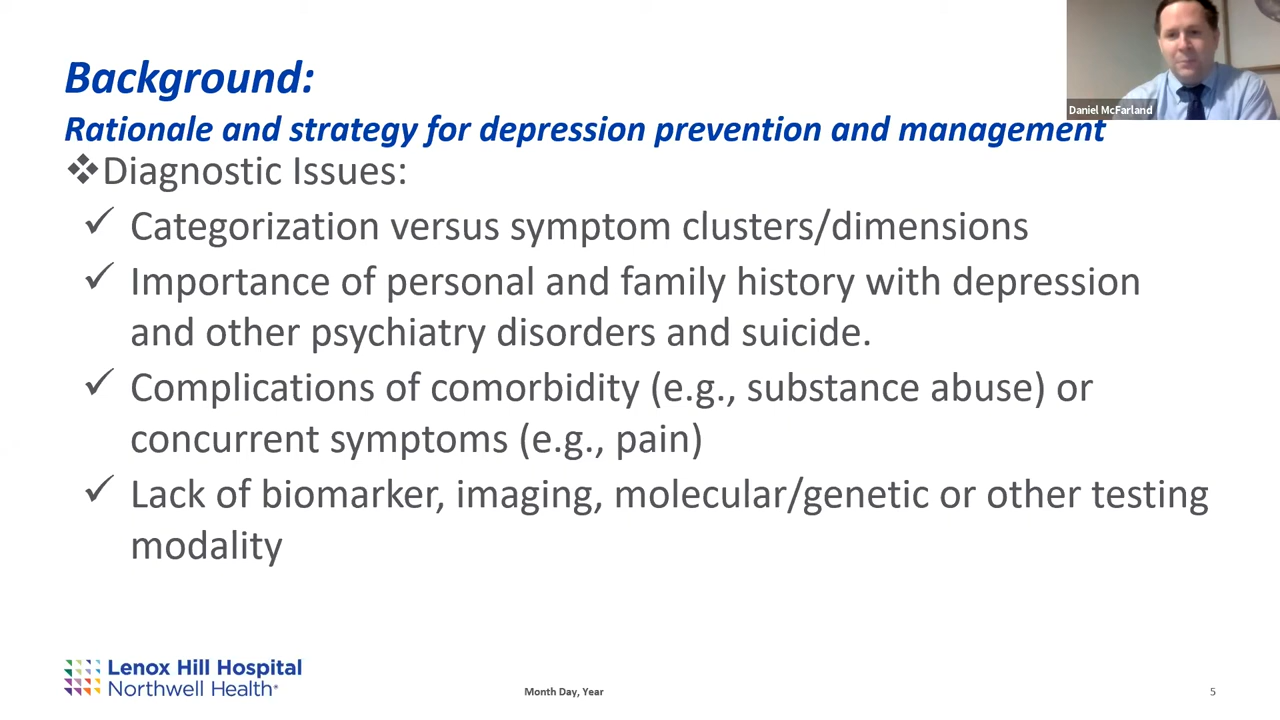 Background:
Daniel McFarland
Rationale and strategy for depression prevention and management
❖Diagnostic Issues:
✓ Categorization versus symptom clusters/dimensions
✓ Importance of personal and family history with depression
and other psychiatry disorders and suicide.
✓ Complications of comorbidity (e.g., substance abuse) or
concurrent symptoms (e.g., pain)
✓ Lack of biomarker, imaging, molecular/genetic or other testing
modality
Lenox Hill Hospital
Northwell Health®
Month Day, Year
5